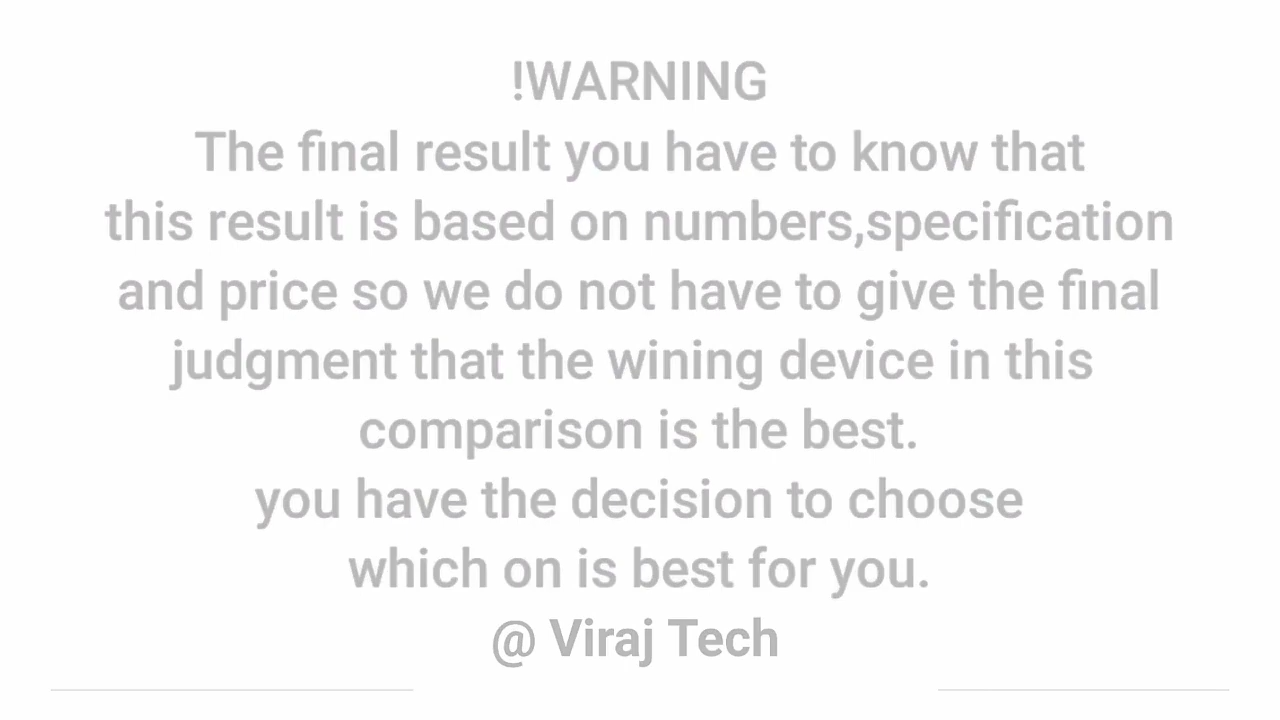 !WARNING
The final result you have to know that
this result is based on numbers,specification
and price so we do not have to give the final
judgment that the wining device in this
comparison is the best.
you have the decision to choose
which on is best for you.
@ Viraj Tech